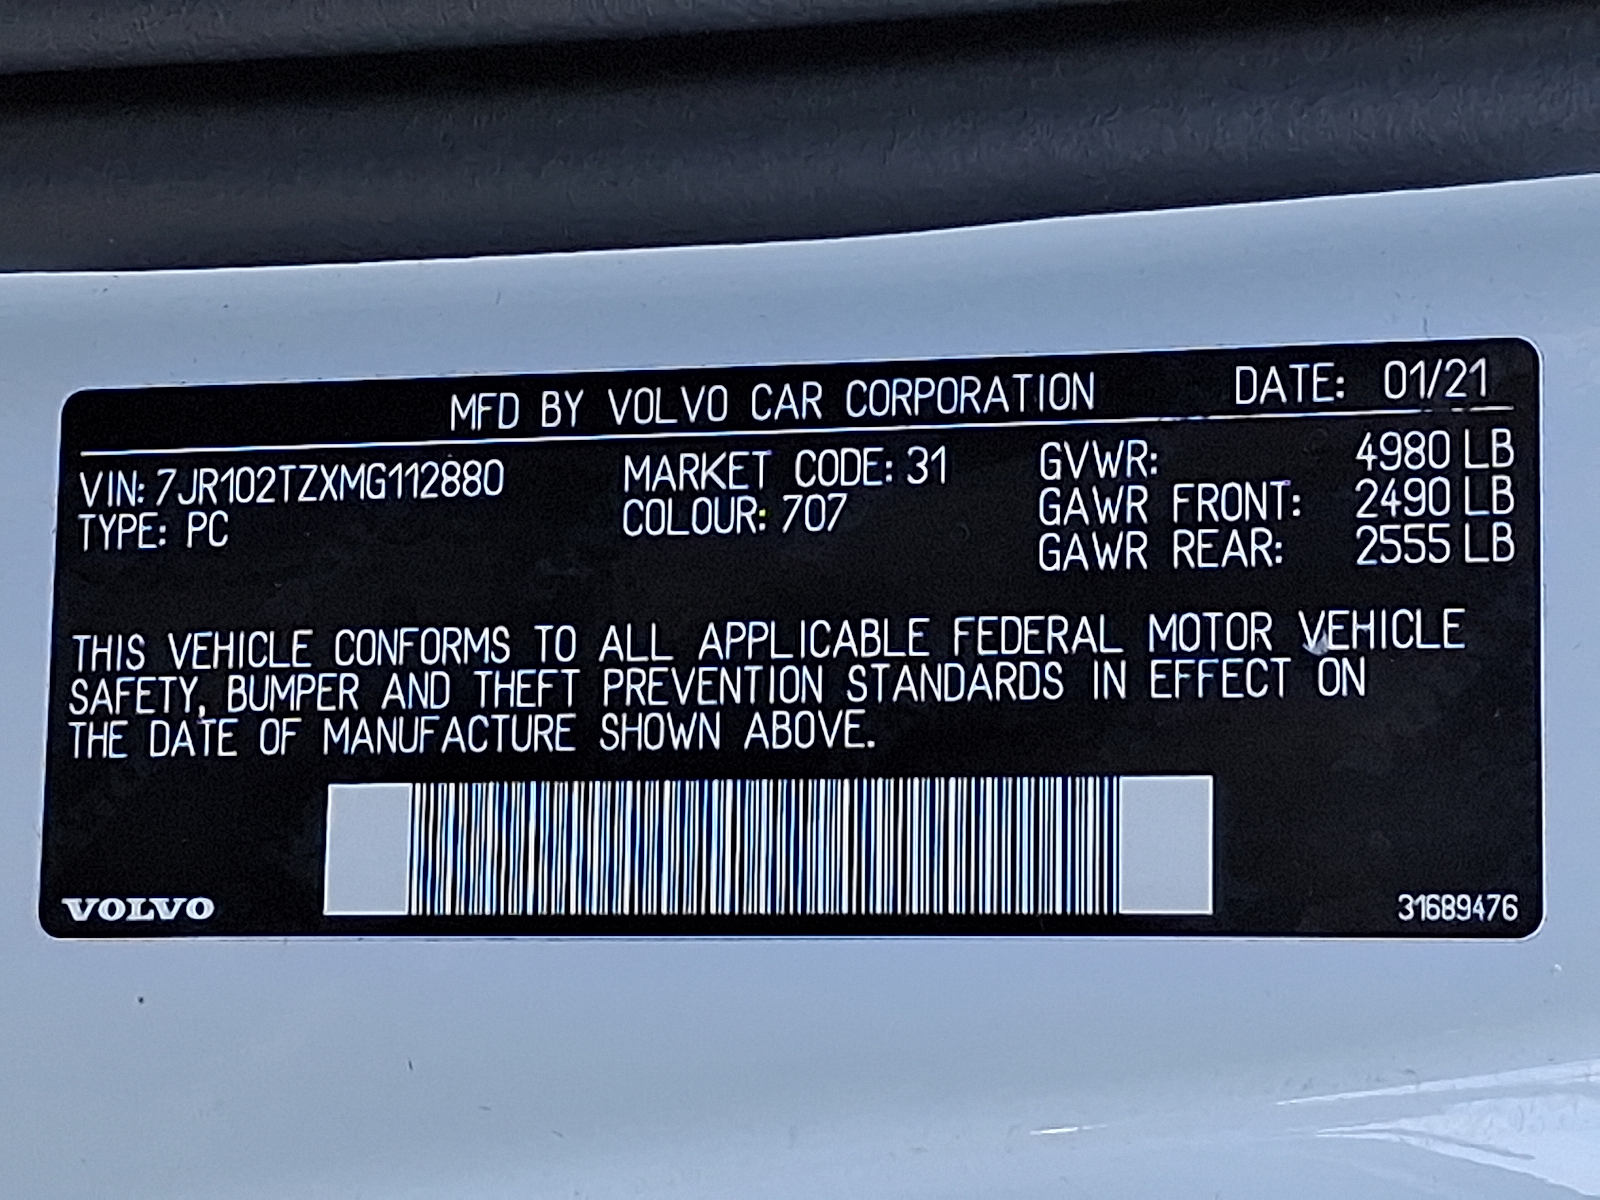 MFD BY VOLVO CAR CORPORATION DATE: 01/21
VIN: 7JR102TZXMG112880 MARKET CODE: 31 GVWR: 4980 LB
TYPE: PC COLOUR: 707 GAWR FRONT: 2490 LB
GAWR REAR: 2555 LB
THIS VEHICLE CONFORMS TO ALL APPLICABLE FEDERAL MOTOR VEHICLE
SAFETY, BUMPER AND THEFT PREVENTION STANDARDS IN EFFECT ON
THE DATE OF MANUFACTURE SHOWN ABOVE.
VOLVO 31689476